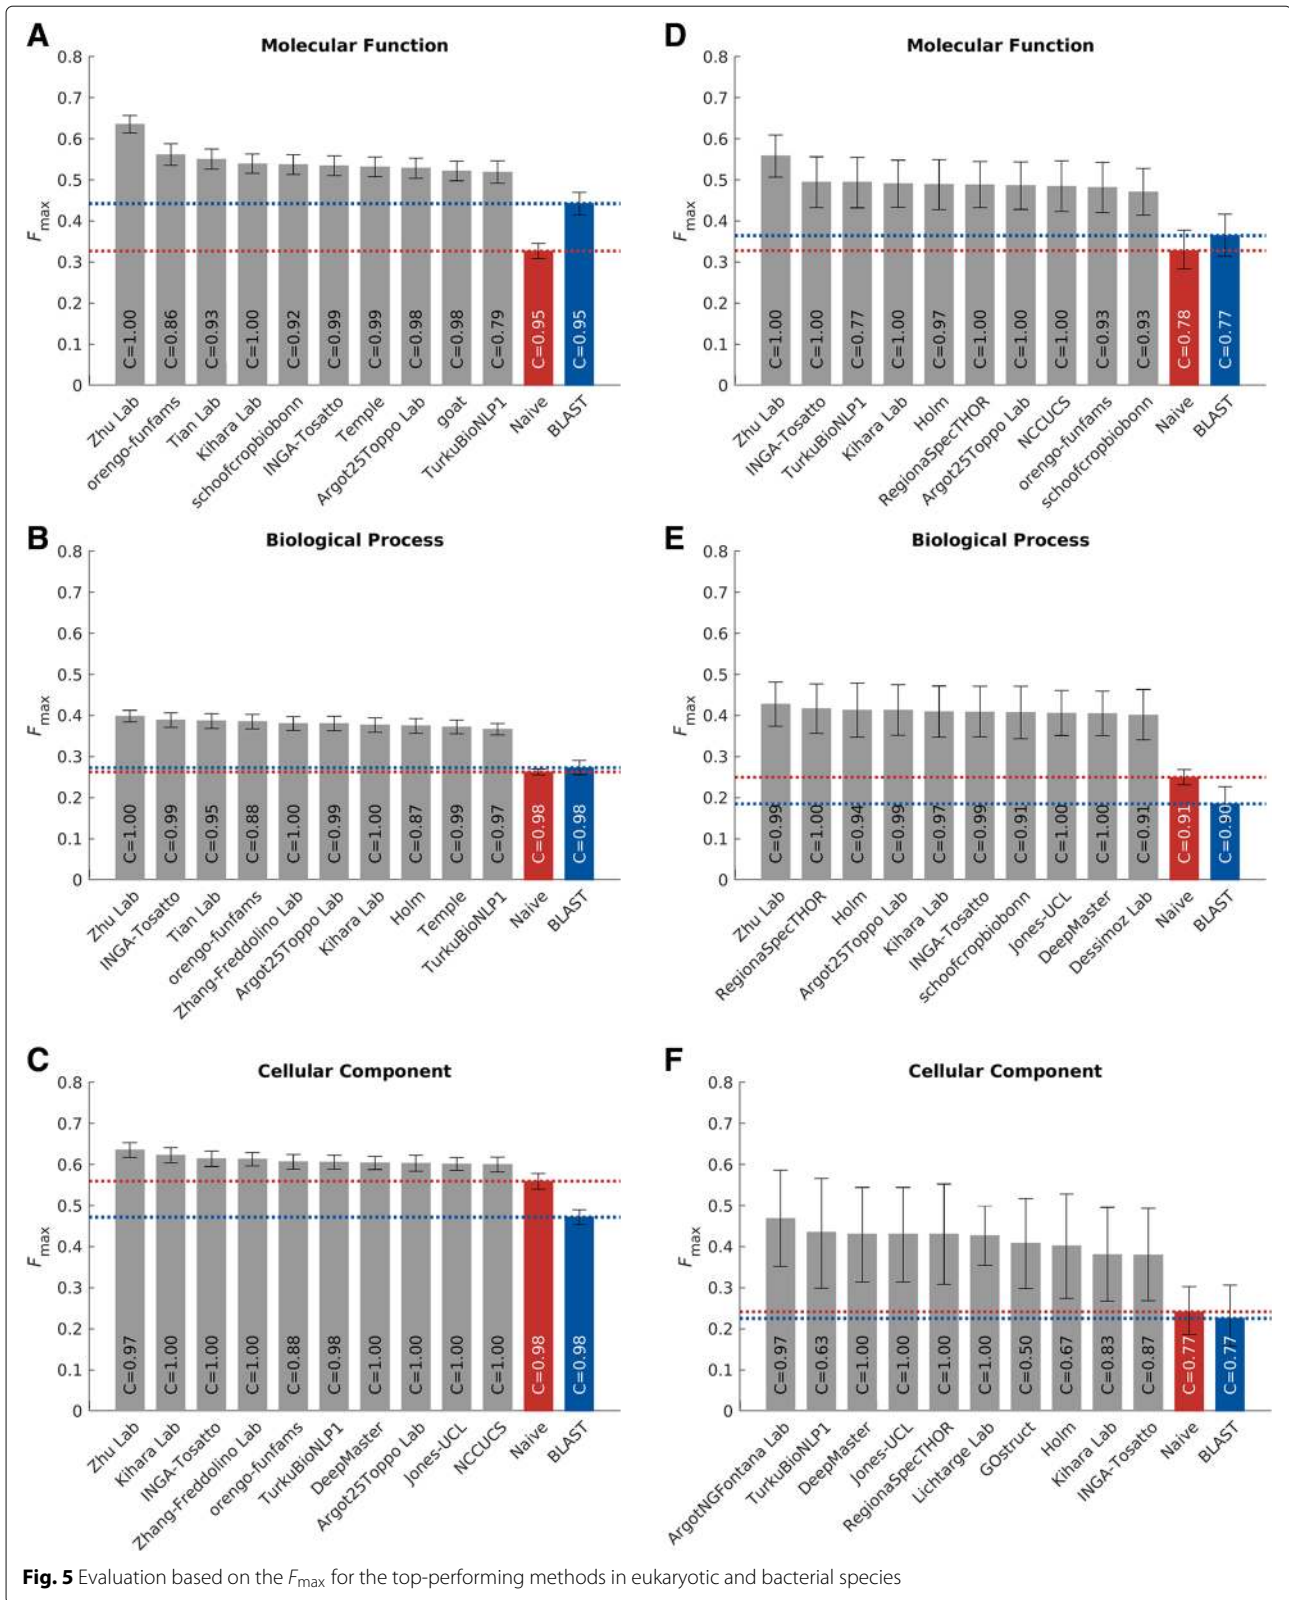 A
Molecular Function
0.8
0.7
0.6
0.5
0.4
0.3
0.2
0.1
0
Fmax
C=1.00
C=0.86
C=0.93
C=1.00
C=0.92
C=0.99
C=0.99
C=0.98
C=0.98
C=0.79
C=0.95
C=0.95
Zhu Lab
orengo-funfams
Tian Lab
Kihara Lab
schoofcropbiobonn
INGA-Tosatto
Temple
Argot25Toppo Lab
goat
TurkuBioNLP1
Naive
BLAST
D
Molecular Function
0.8
0.7
0.6
0.5
0.4
0.3
0.2
0.1
0
Fmax
C=1.00
C=1.00
C=0.77
C=1.00
C=0.97
C=1.00
C=1.00
C=1.00
C=0.93
C=0.93
C=0.78
C=0.77
Zhu Lab
INGA-Tosatto
TurkuBioNLP1
Kihara Lab
Holm
RegionaSpecTHOR
Argot25Toppo Lab
NCCUCS
orengo-funfams
schoofcropbiobonn
Naive
BLAST
B
Biological Process
0.8
0.7
0.6
0.5
0.4
0.3
0.2
0.1
0
Fmax
C=1.00
C=0.99
C=0.95
C=0.88
C=1.00
C=0.99
C=1.00
C=0.87
C=0.99
C=0.97
C=0.98
C=0.98
Zhu Lab
INGA-Tosatto
Tian Lab
orengo-funfams
Zhang-Freddolino Lab
Argot25Toppo Lab
Kihara Lab
Holm
Temple
TurkuBioNLP1
Naive
BLAST
E
Biological Process
0.8
0.7
0.6
0.5
0.4
0.3
0.2
0.1
0
Fmax
C=0.99
C=1.00
C=0.94
C=0.99
C=0.97
C=0.99
C=0.91
C=1.00
C=1.00
C=0.91
C=0.91
C=0.90
Zhu Lab
RegionaSpecTHOR
Holm
Argot25Toppo Lab
Kihara Lab
INGA-Tosatto
schoofcropbiobonn
Jones-UCL
DeepMaster
Dessimoz Lab
Naive
BLAST
C
Cellular Component
0.8
0.7
0.6
0.5
0.4
0.3
0.2
0.1
0
Fmax
C=0.97
C=1.00
C=1.00
C=1.00
C=0.88
C=0.98
C=1.00
C=1.00
C=1.00
C=1.00
C=0.98
C=0.98
Zhu Lab
Kihara Lab
INGA-Tosatto
Zhang-Freddolino Lab
orengo-funfams
TurkuBioNLP1
DeepMaster
Argot25Toppo Lab
Jones-UCL
NCCUCS
Naive
BLAST
F
Cellular Component
0.8
0.7
0.6
0.5
0.4
0.3
0.2
0.1
0
Fmax
C=0.97
C=0.63
C=1.00
C=1.00
C=1.00
C=1.00
C=0.50
C=0.67
C=0.83
C=0.87
C=0.77
C=0.77
ArgotNGFontana Lab
TurkuBioNLP1
DeepMaster
Jones-UCL
RegionaSpecTHOR
Lichtarge Lab
GOstruct
Holm
Kihara Lab
INGA-Tosatto
Naive
BLAST
Fig. 5 Evaluation based on the Fmax for the top-performing methods in eukaryotic and bacterial species